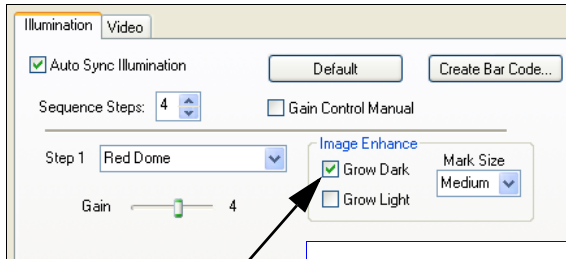 Illumination Video
Auto Sync Illumination Default Create Bar Code...
Sequence Steps: 4 Gain Control Manual
Image Enhance
Step 1 Red Dome Grow Dark Mark Size
Medium
Gain 4 Grow Light